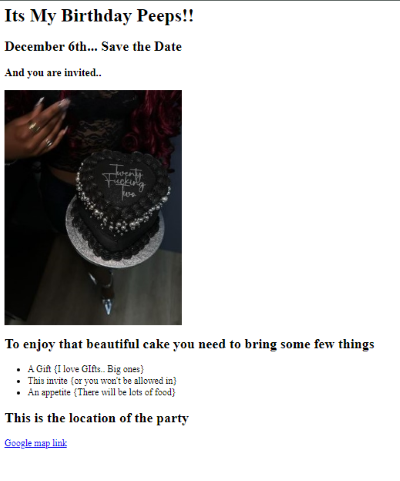 Its My Birthday Peeps!!
December 6th... Save the Date
And you are invited..
Twenty
Fucking
two
To enjoy that beautiful cake you need to bring some few things
A Gift {I love GIfts.. Big ones}
This invite {or you won't be allowed in}
An appetite {There will be lots of food}
This is the location of the party
Google map link